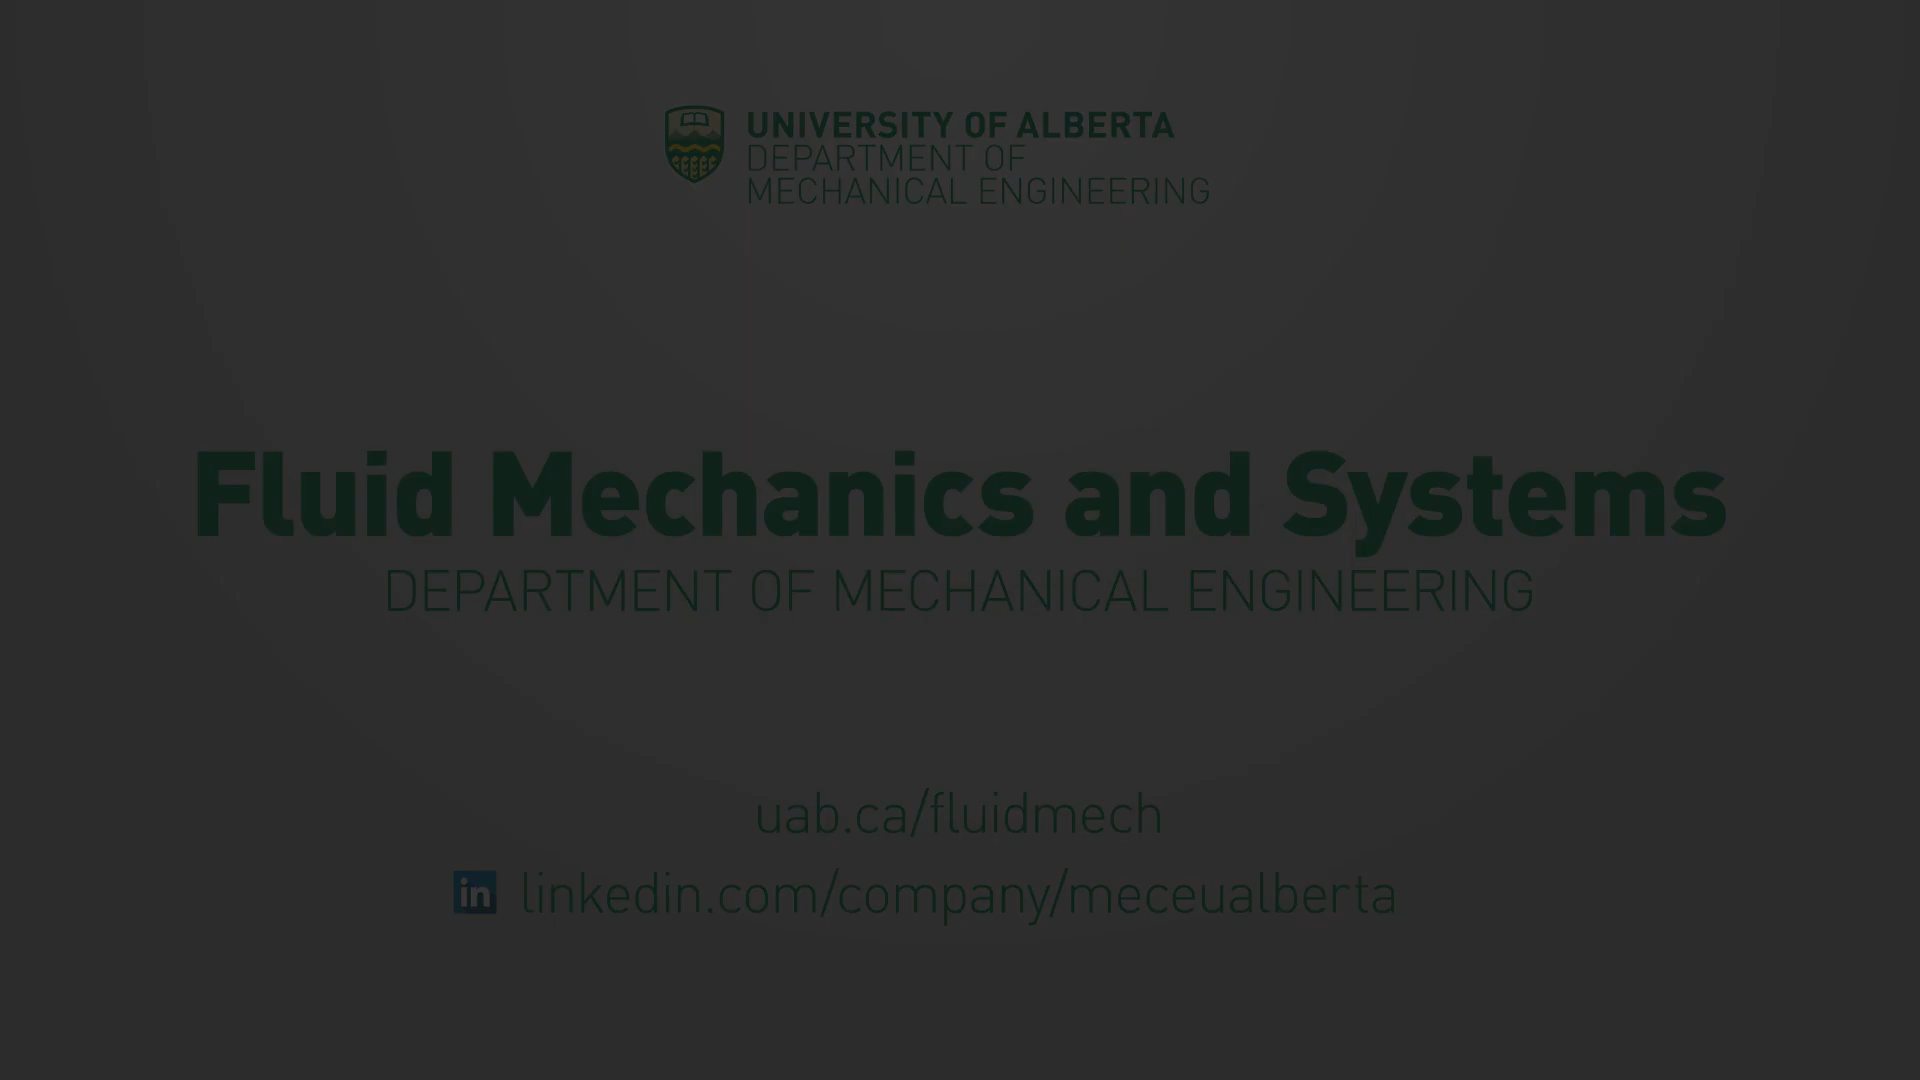 UNIVERSITY OF ALBERTA
DEPARTMENT OF
MECHANICAL ENGINEERING
Fluid Mechanics and Systems
DEPARTMENT OF MECHANICAL ENGINEERING
uab.ca/fluidmech
in linkedin.com/company/meceualberta